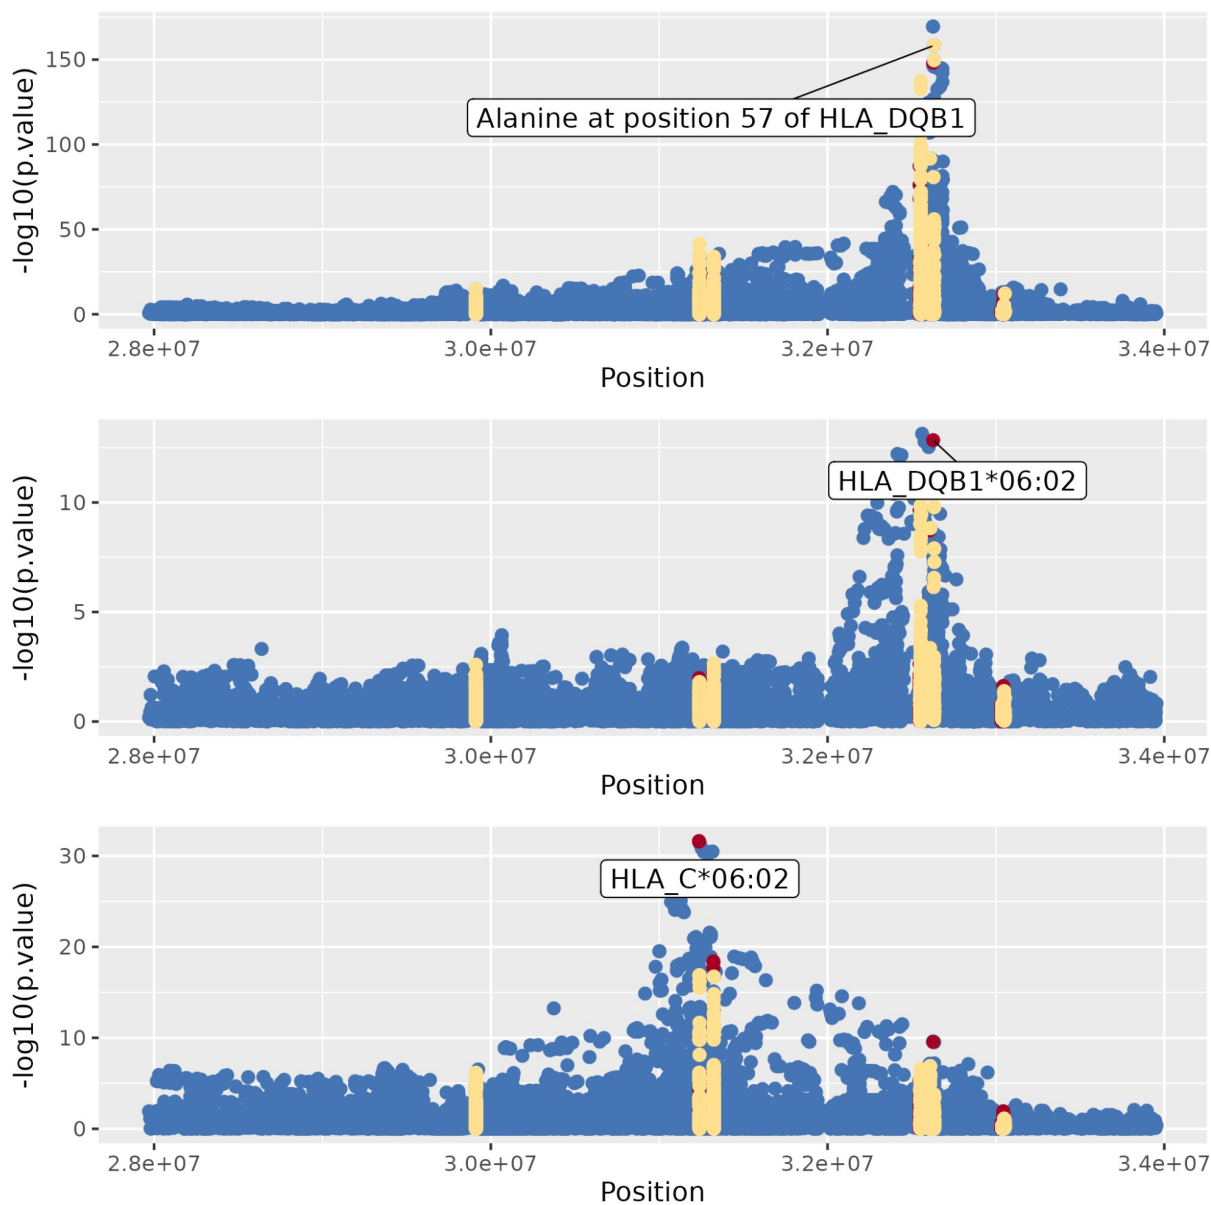 -log10(p.value)
150
100
50
0
Alanine at position 57 of HLA_DQB1
2.8e+07 3.0e+07 3.2e+07 3.4e+07
Position
-log10(p.value)
10
5
0
HLA_DQB1*06:02
2.8e+07 3.0e+07 3.2e+07 3.4e+07
Position
-log10(p.value)
30
20
10
0
HLA_C*06:02
2.8e+07 3.0e+07 3.2e+07 3.4e+07
Position